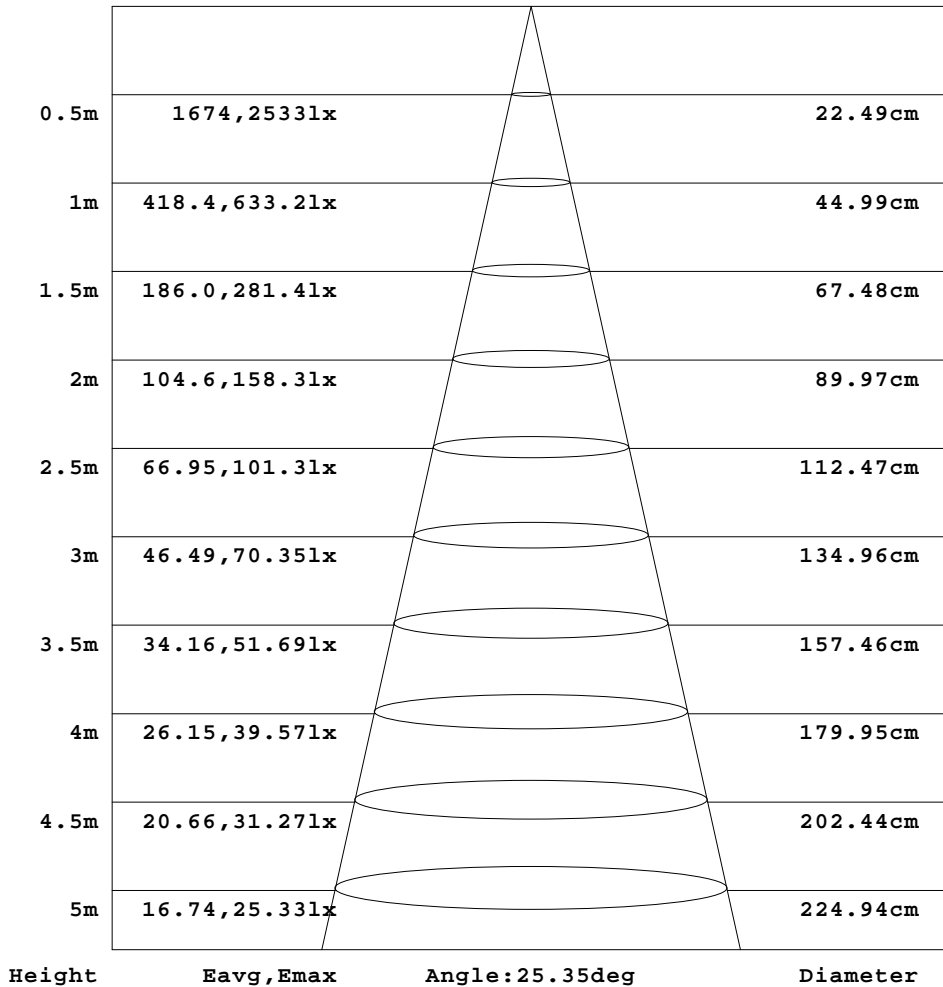 0.5m 1674,2533lx 22.49cm
1m 418.4,633.2lx 44.99cm
1.5m 186.0,281.4lx 67.48cm
2m 104.6,158.3lx 89.97cm
2.5m 66.95,101.3lx 112.47cm
3m 46.49,70.35lx 134.96cm
3.5m 34.16,51.69lx 157.46cm
4m 26.15,39.57lx 179.95cm
4.5m 20.66,31.27lx 202.44cm
5m 16.74,25.33lx 224.94cm
Height Eavg,Emax Angle:25.35deg Diameter